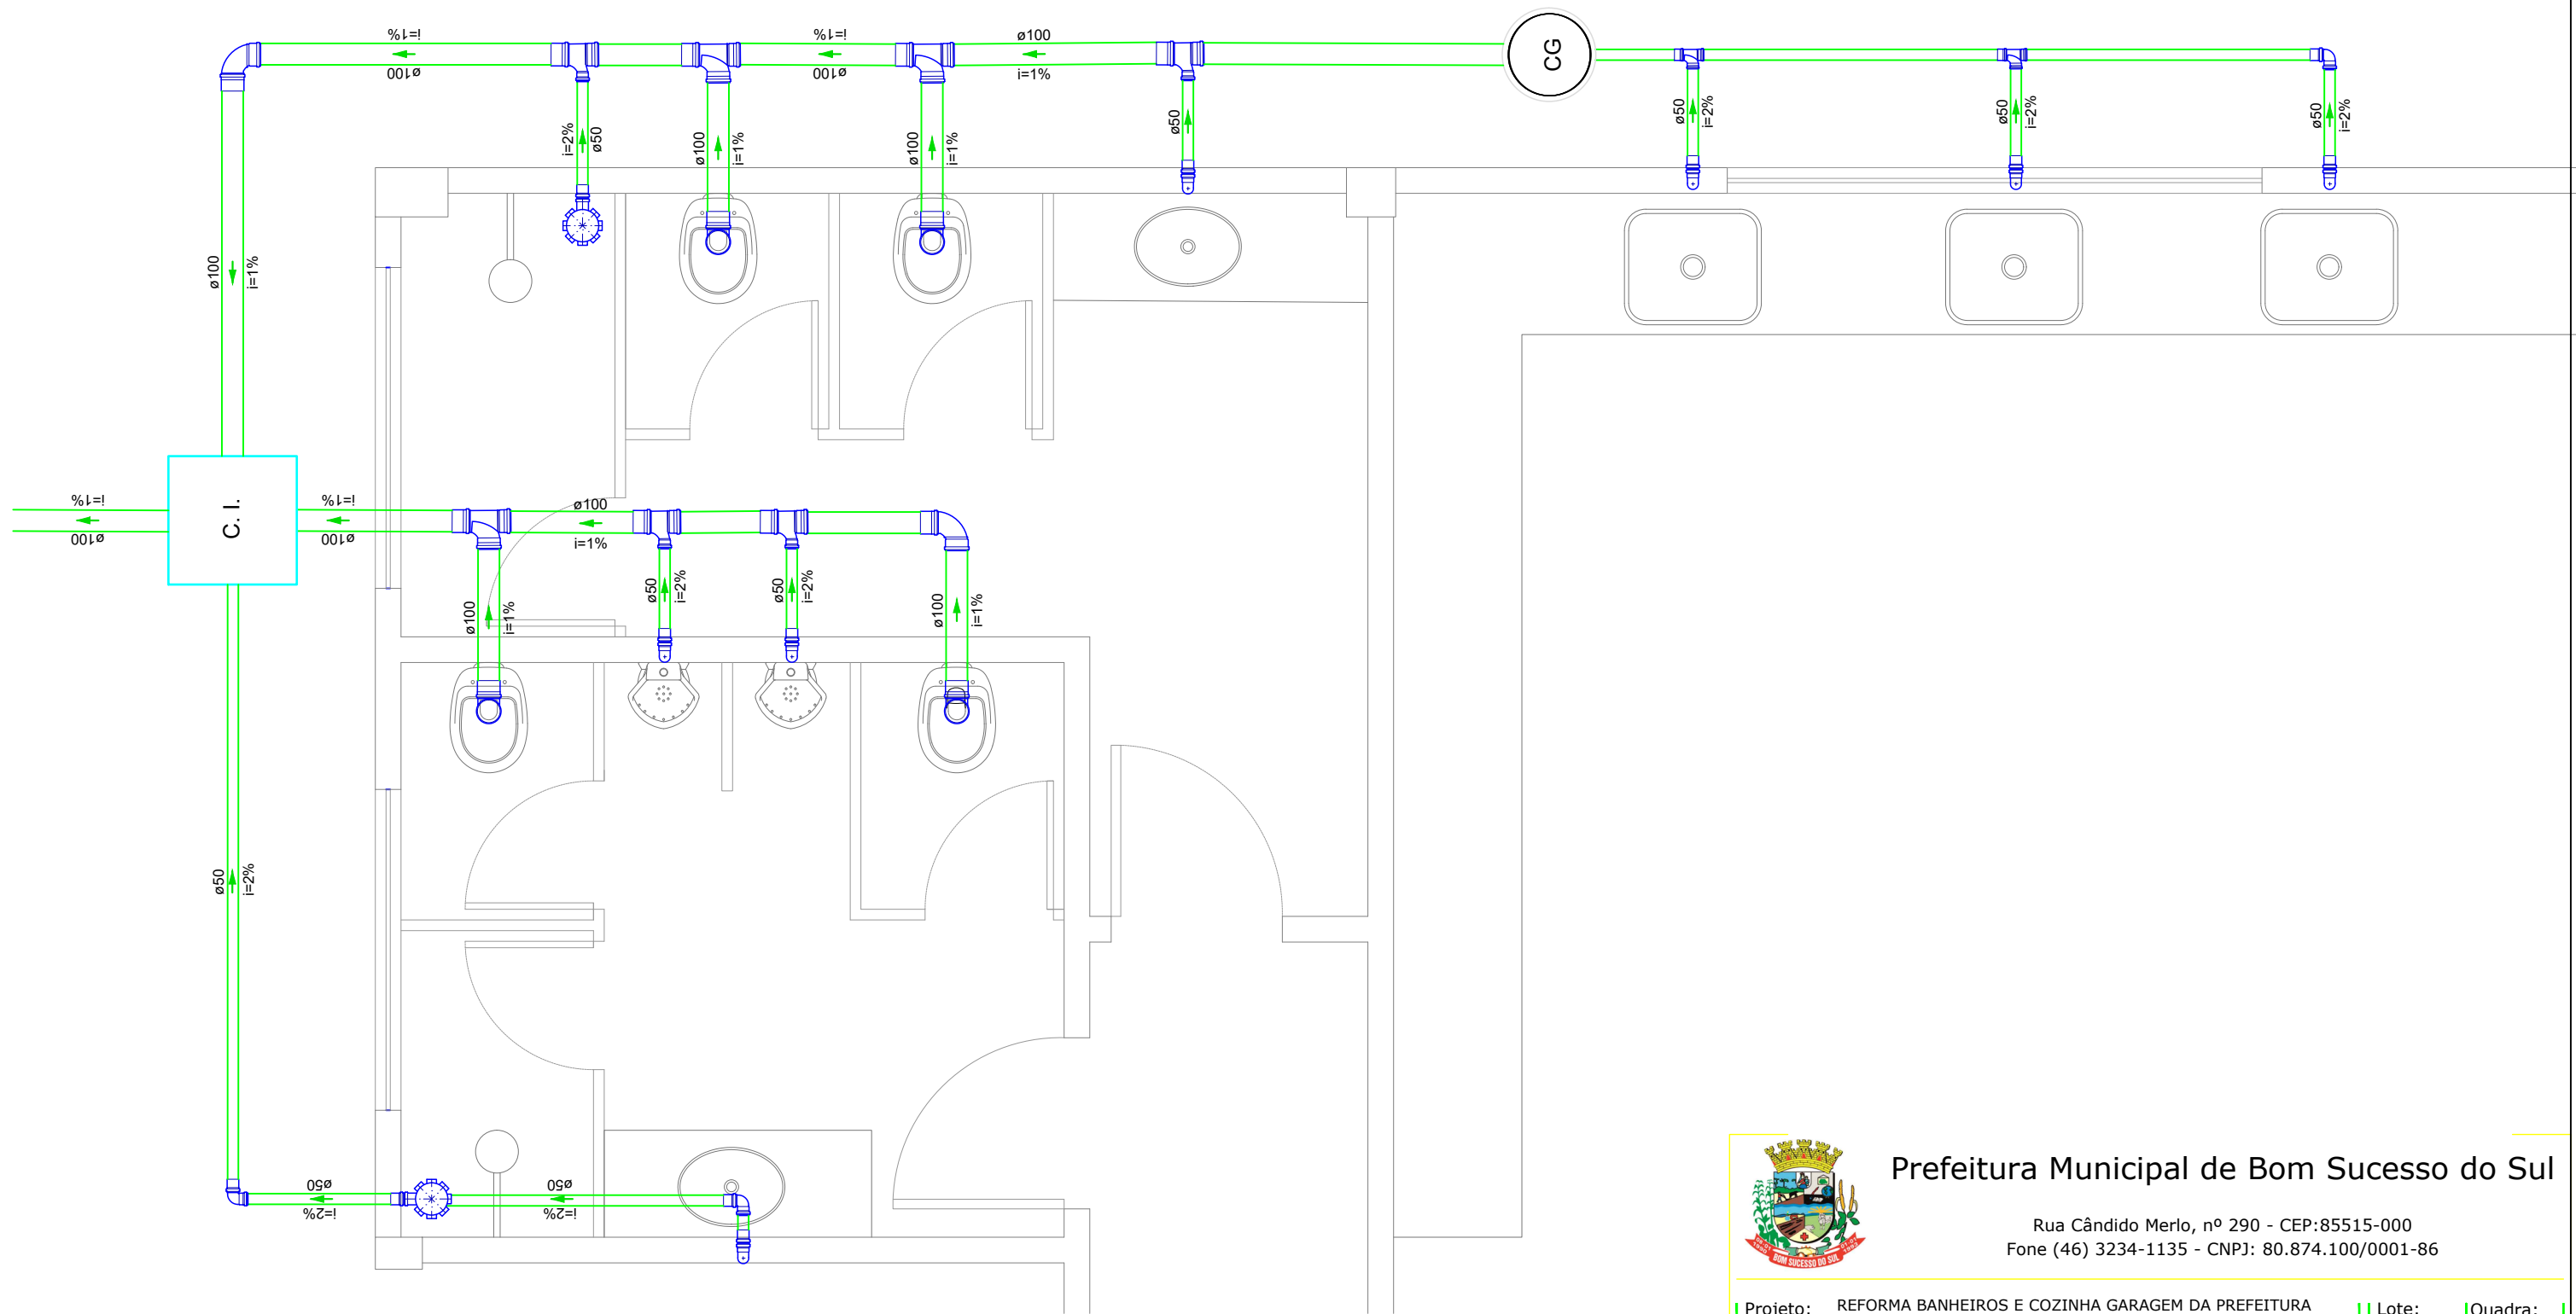 i=1%
ø100
i=1%
ø100
ø100
i=1%
CG
i=2%
ø50
ø100
i=1%
ø100
i=1%
ø50
ø50
i=2%
ø50
i=2%
ø50
i=2%
ø100
i=1%
i=1%
ø100
C. I.
i=1%
ø100
ø100
i=1%
ø100
i=1%
ø50
i=2%
ø50
i=2%
ø100
i=1%
ø50
i=2%
ø50
i=2%
ø50
i=2%
BOM SUCESSO DO SUL
Prefeitura Municipal de Bom Sucesso do Sul
Rua Cândido Merlo, nº 290 - CEP:85515-000
Fone (46) 3234-1135 - CNPJ: 80.874.100/0001-86
Projeto: REFORMA BANHEIROS E COZINHA GARAGEM DA PREFEITURA Lote: Quadra: